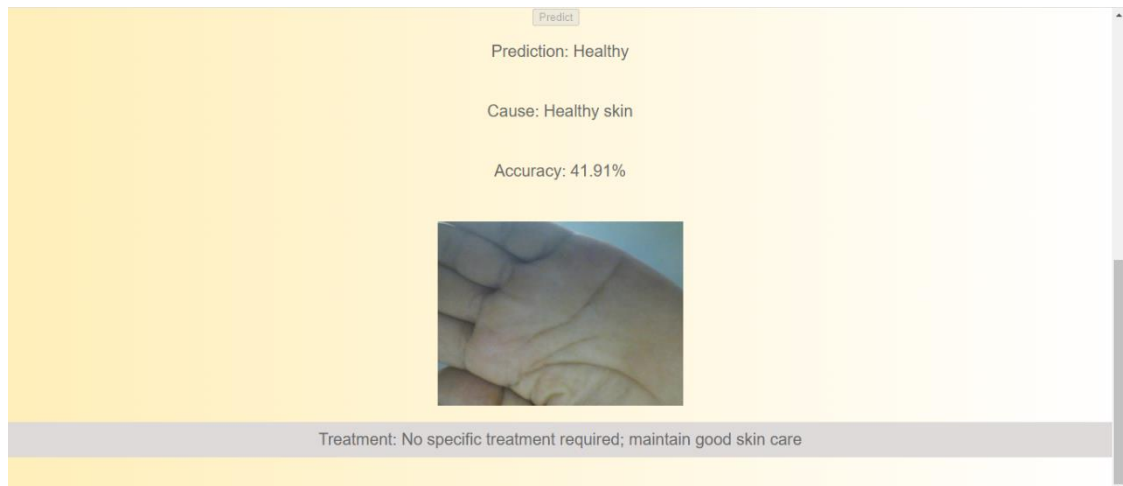 Predict
Prediction: Healthy
Cause: Healthy skin
Accuracy: 41.91%
Treatment: No specific treatment required; maintain good skin care